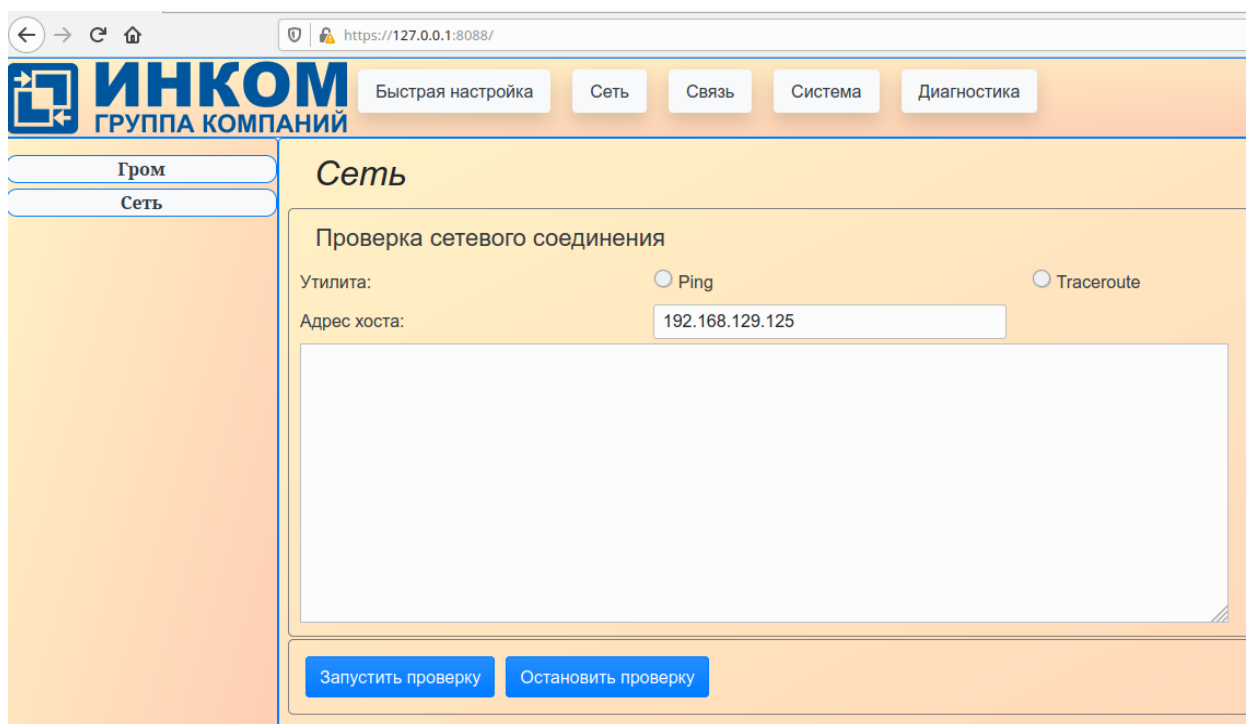 https://127.0.0.1:8088/
ИНКОМ
ГРУППА КОМПАНИЙ
Быстрая настройка Сеть Связь Система Диагностика
Гром
Сеть
Сеть
Проверка сетевого соединения
Утилита: Ping Traceroute
Адрес хоста: 192.168.129.125
Запустить проверку Остановить проверку